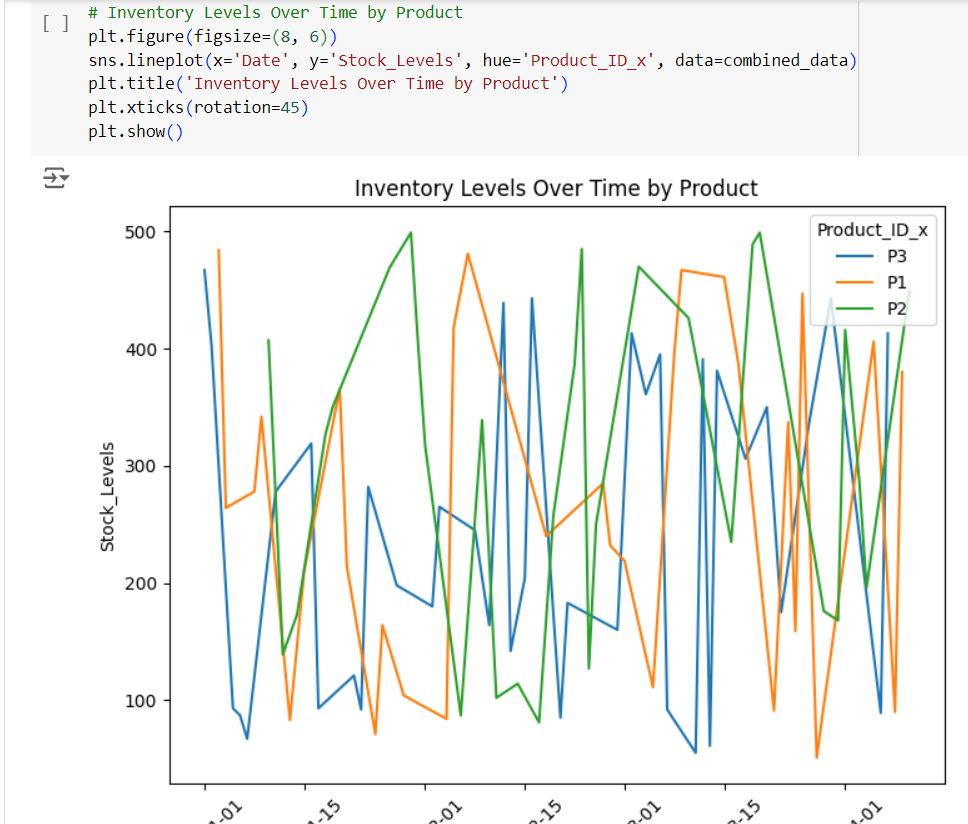 [ ]
# Inventory Levels Over Time by Product
plt.figure(figsize=(8, 6))
sns.lineplot(x='Date', y='Stock_Levels', hue='Product_ID_x', data=combined_data)
plt.title('Inventory Levels Over Time by Product')
plt.xticks(rotation=45)
plt.show()
Inventory Levels Over Time by Product
Product_ID_x
P3
P1
P2
500
400
300
200
100
Stock_Levels